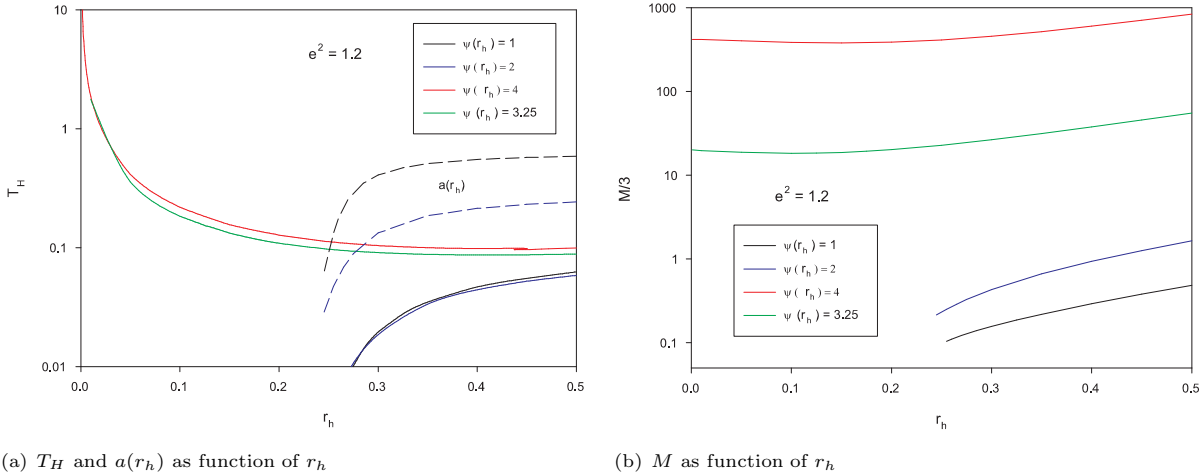 10
1
0.1
0.01
T_H
e² = 1.2
ψ(r_h) = 1
ψ( r_h) = 2
ψ( r_h) = 4
ψ (r_h) = 3.25
a(r_h)
0.0 0.1 0.2 0.3 0.4 0.5
r_h
(a) T_H and a(r_h) as function of r_h
1000
100
10
1
0.1
M/3
e² = 1.2
ψ(r_h) = 1
ψ( r_h) = 2
ψ( r_h) = 4
ψ (r_h) = 3.25
0.0 0.1 0.2 0.3 0.4 0.5
r_h
(b) M as function of r_h